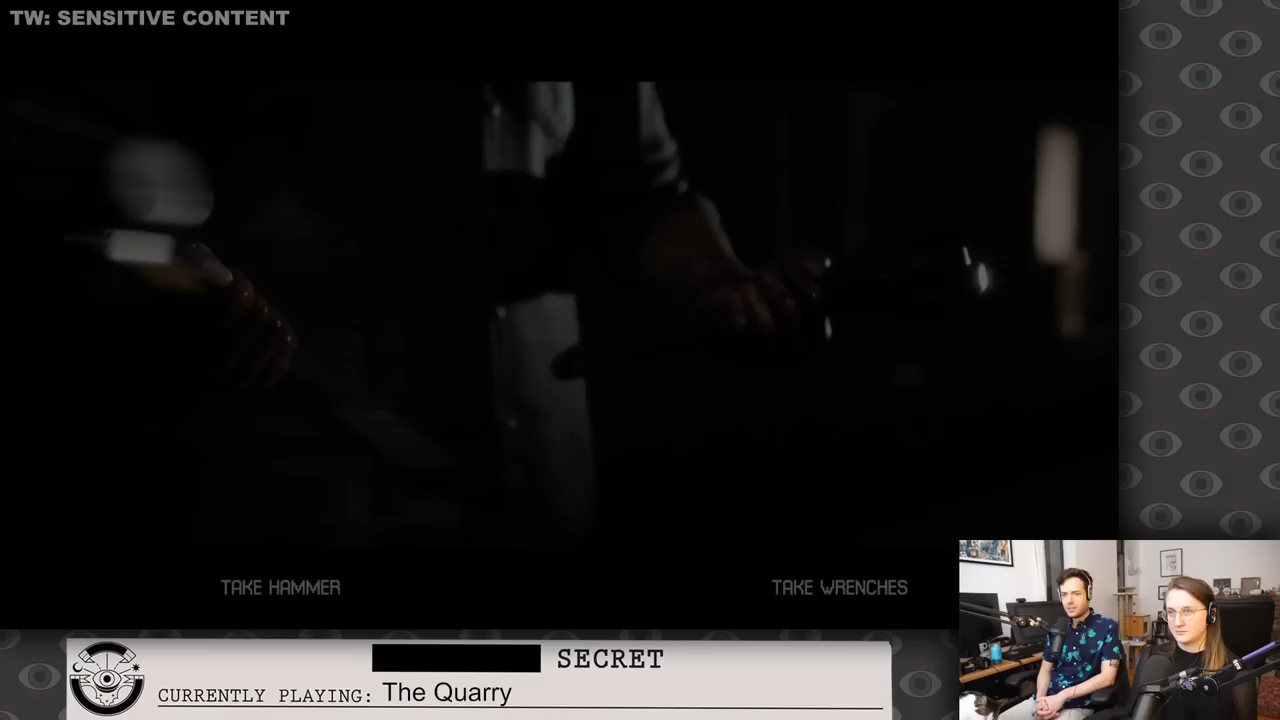 TW: SENSITIVE CONTENT
TAKE HAMMER
TAKE WRENCHES
SECRET
CURRENTLY PLAYING: The Quarry